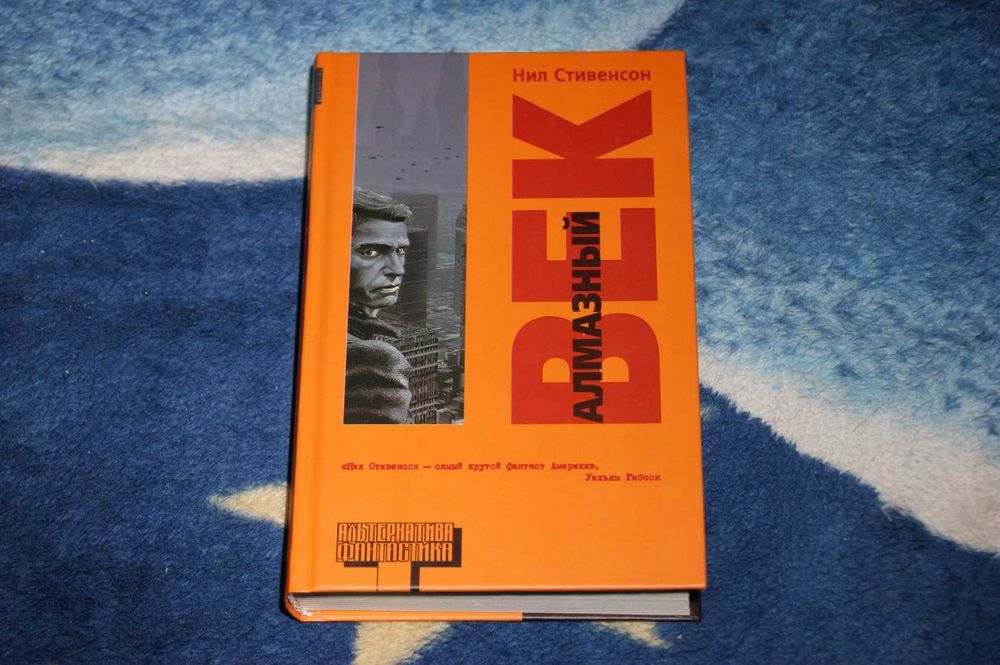 Нил Стивенсон
АЛМАЗНЫЙ
ВЕК
«Нил Стивенсон — самый крутой фантаст Америки».
Уильям Гибсон
АЛЬТЕРНАТИВА
ФАНТАСТИКА